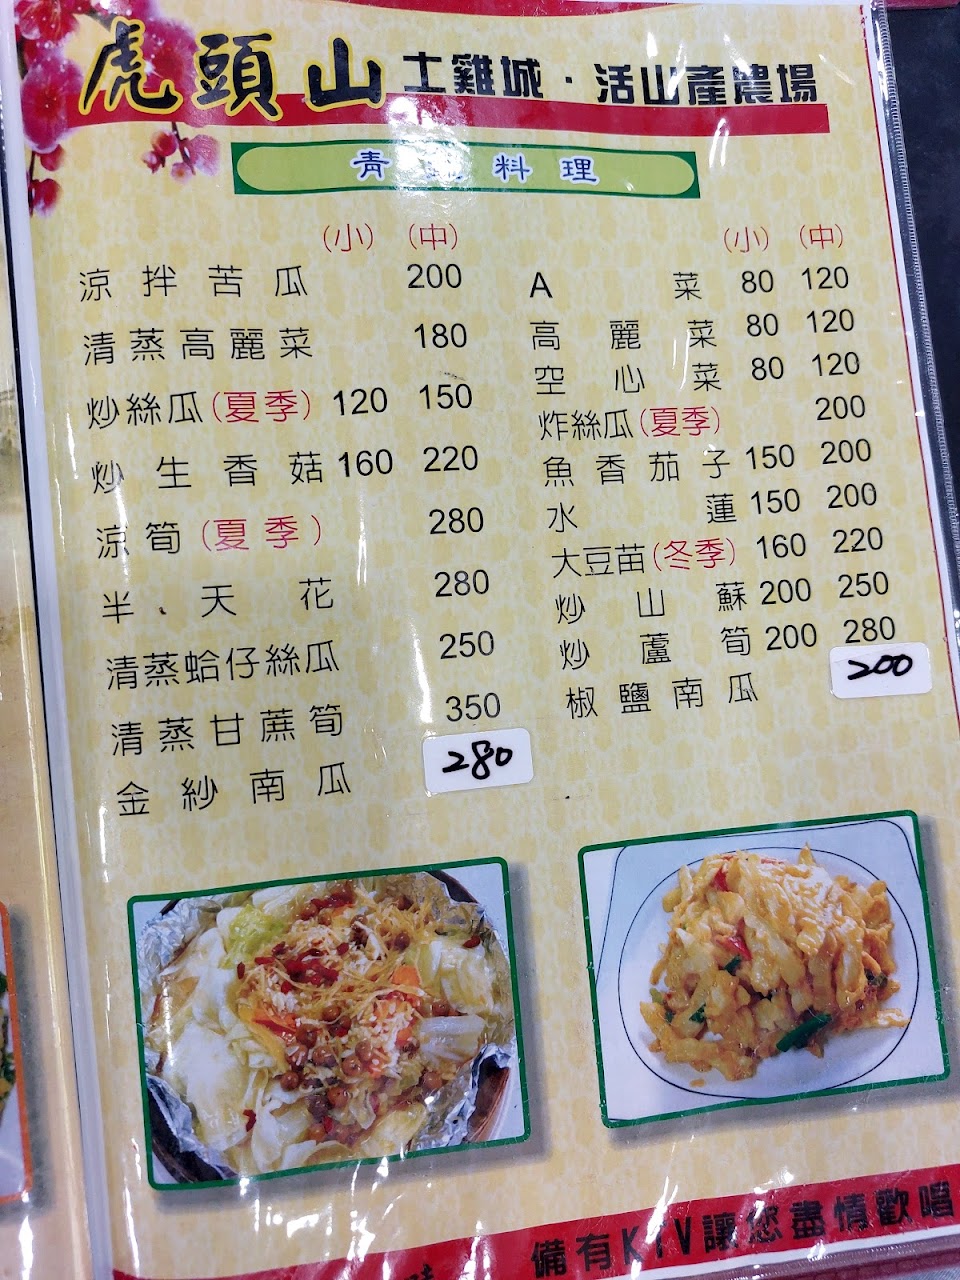 虎頭山 土雞城・活山產農場
青 料理
(小) (中)
涼拌苦瓜 200
清蒸高麗菜 180
炒絲瓜(夏季) 120 150
炒生香菇 160 220
涼筍(夏季) 280
半天花 280
清蒸蛤仔絲瓜 250
清蒸甘蔗筍 350
金紗南瓜 280
(小) (中)
A菜 80 120
高麗菜 80 120
空心菜 80 120
炸絲瓜(夏季) 200
魚香茄子 150 200
水蓮 150 200
大豆苗(冬季) 160 220
炒山蘇 200 250
炒蘆筍 200 280
椒鹽南瓜 200
備有KTV讓您盡情歡唱